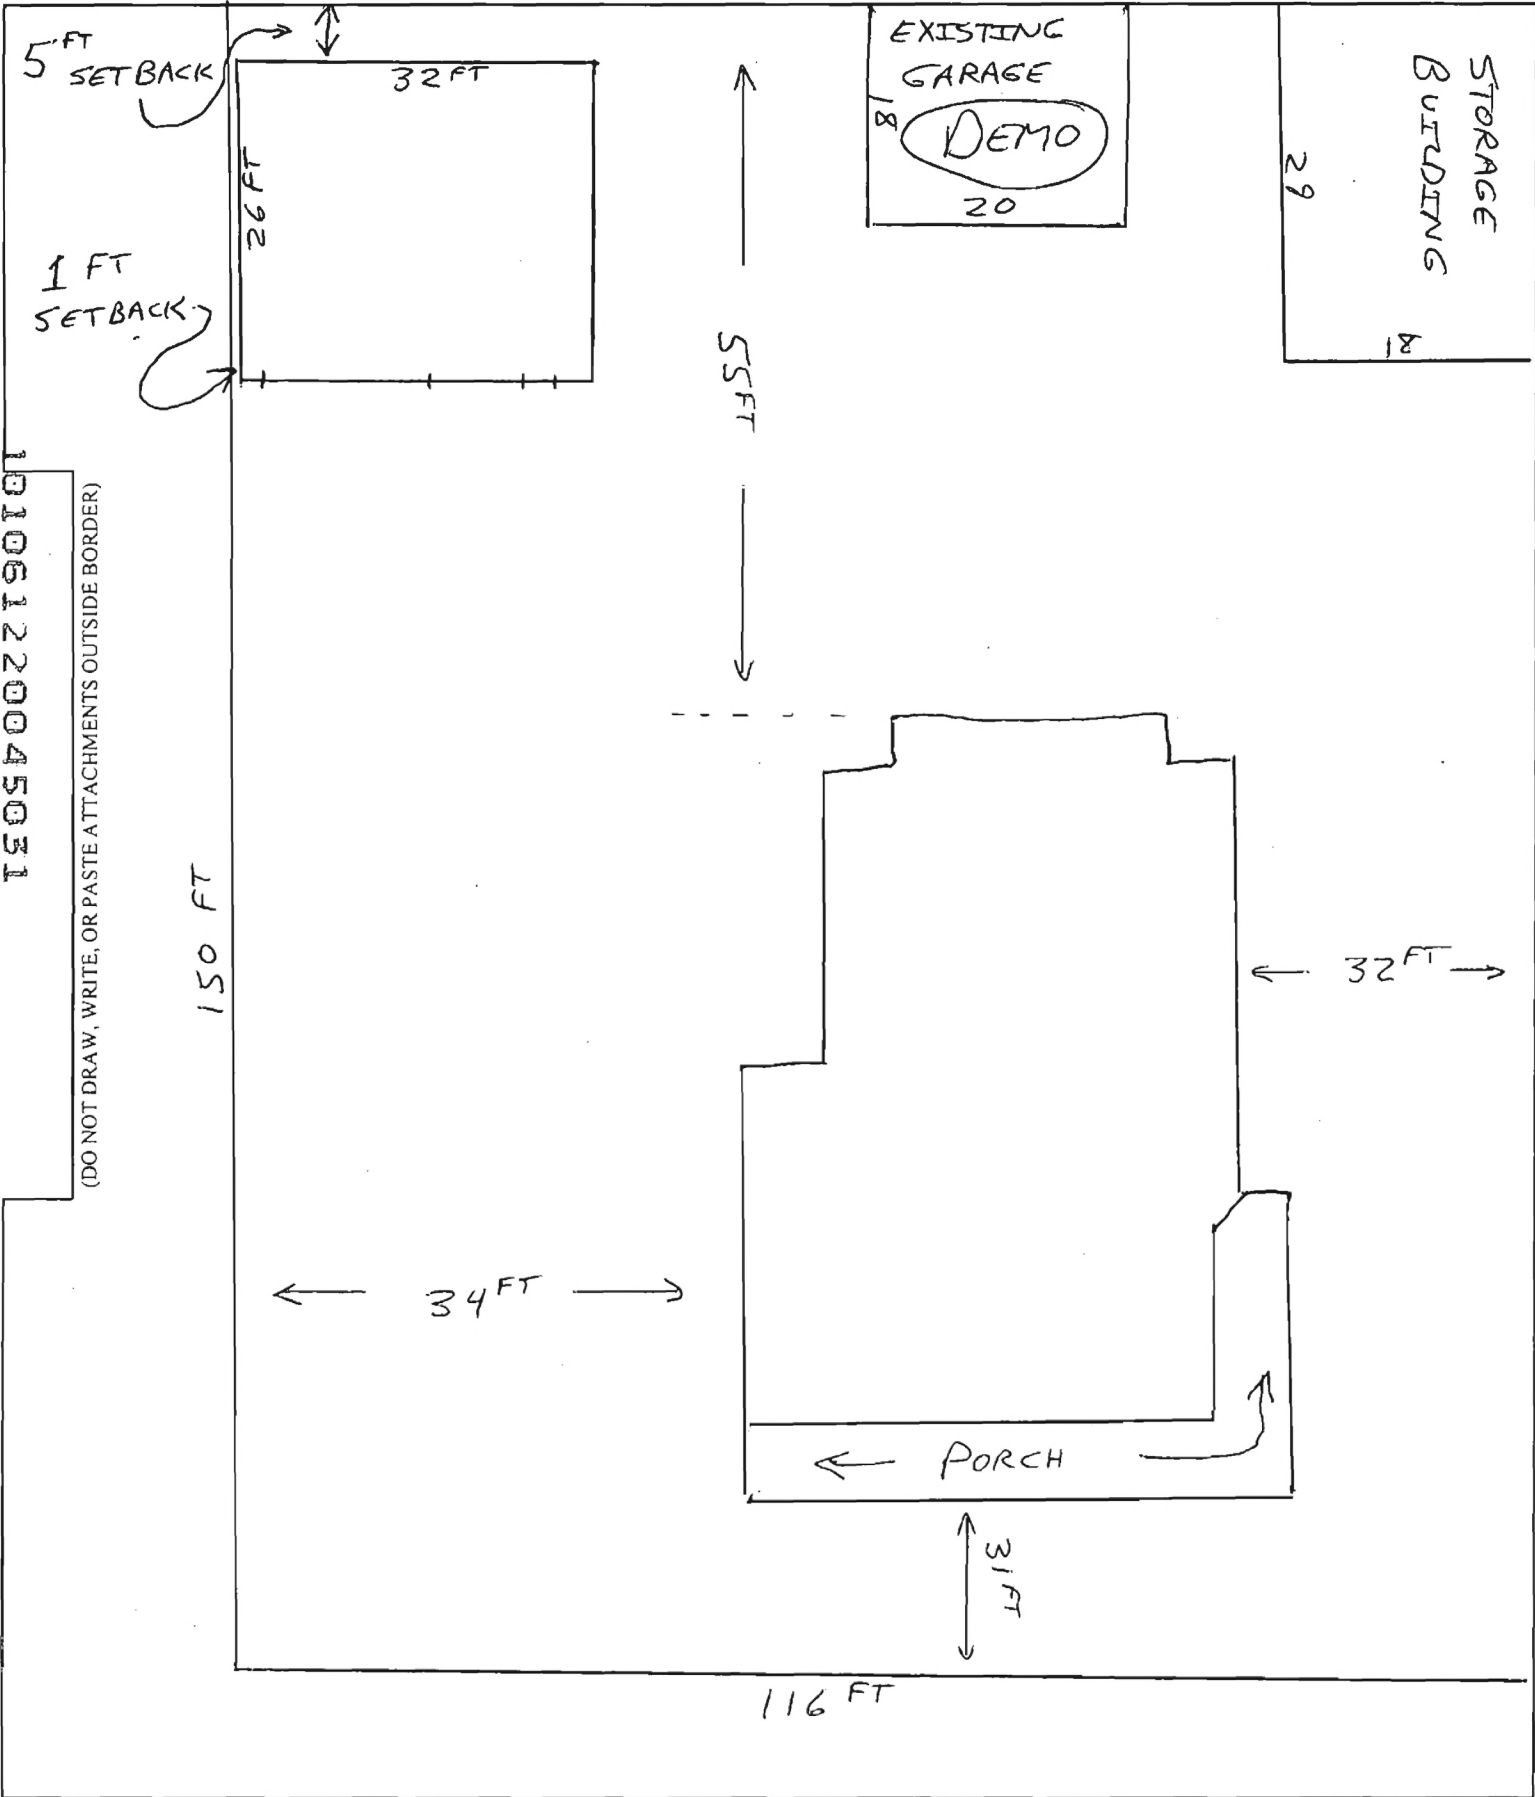 5 FT
SETBACK
32 FT
26 FT
1 FT
SETBACK
EXISTING
GARAGE
18
DEMO
20
STORAGE
BUILDING
29
18
55 FT
101061220045031
(DO NOT DRAW, WRITE, OR PASTE ATTACHMENTS OUTSIDE BORDER)
150 FT
32 FT
34 FT
PORCH
31 FT
116 FT